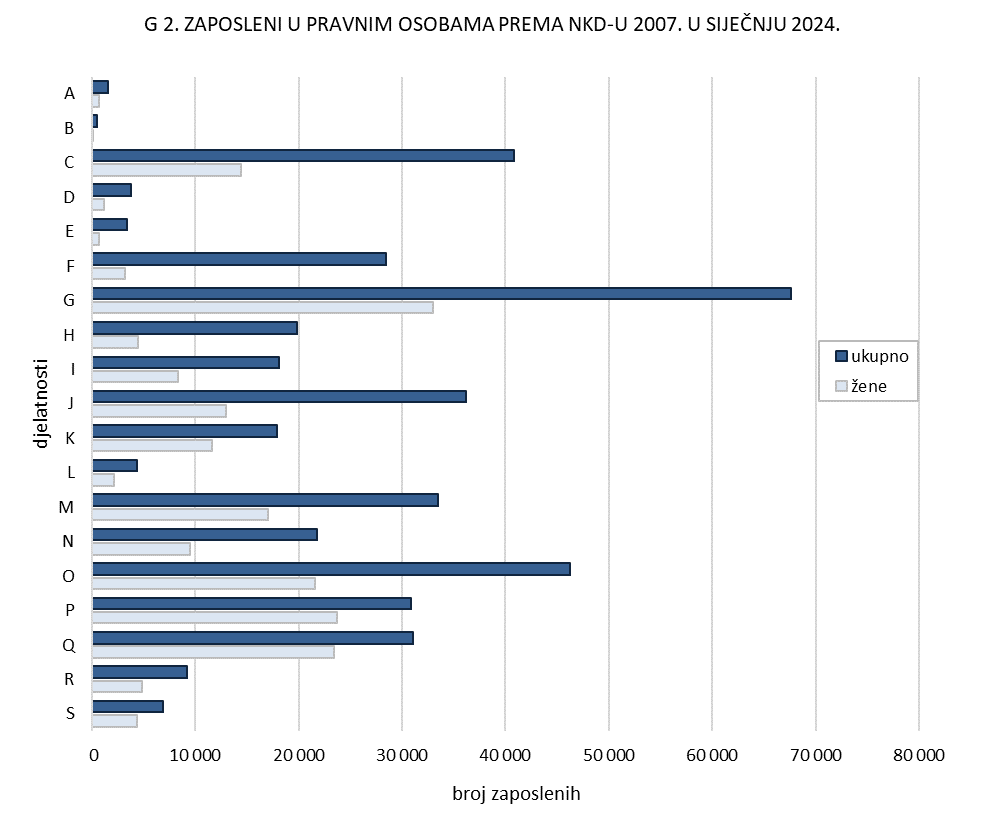 G 2. ZAPOSLENI U PRAVNIM OSOBAMA PREMA NKD-U 2007. U SIJEČNJU 2024.
djelatnosti
A
B
C
D
E
F
G
H
I
J
K
L
M
N
O
P
Q
R
S
ukupno
žene
0 10 000 20 000 30 000 40 000 50 000 60 000 70 000 80 000
broj zaposlenih